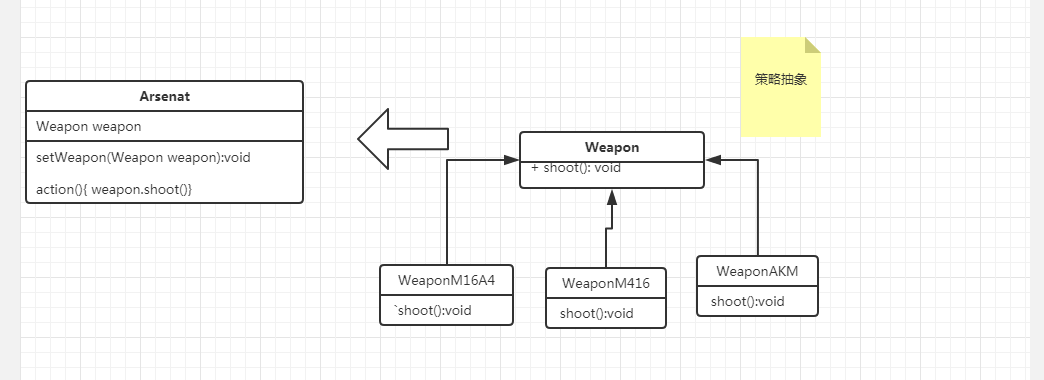 策略抽象
Arsenat
Weapon weapon
setWeapon(Weapon weapon):void
action(){ weapon.shoot()}
Weapon
+ shoot(): void
WeaponM16A4
`shoot():void
WeaponM416
shoot():void
WeaponAKM
shoot():void